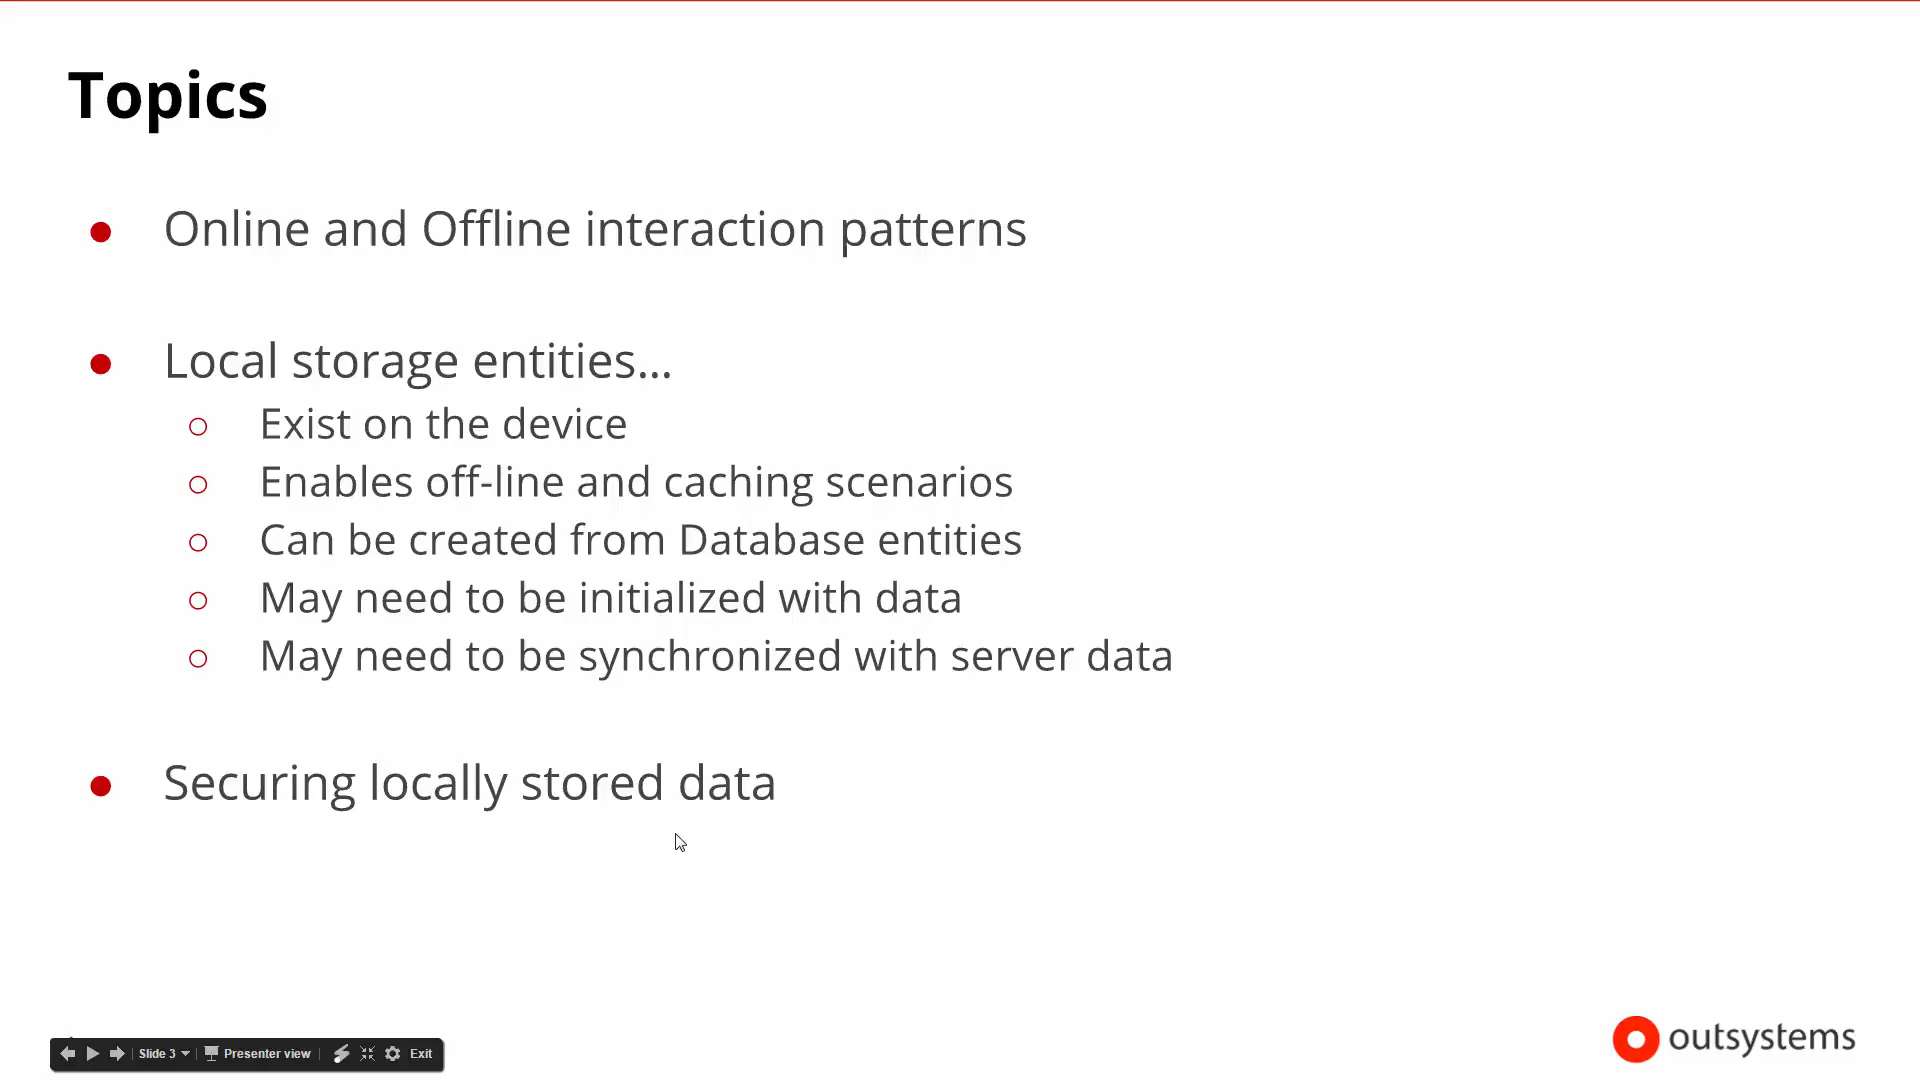 Topics
Online and Offline interaction patterns
Local storage entities...
Exist on the device
Enables off-line and caching scenarios
Can be created from Database entities
May need to be initialized with data
May need to be synchronized with server data
Securing locally stored data
Slide 3 Presenter view Exit
outsystems